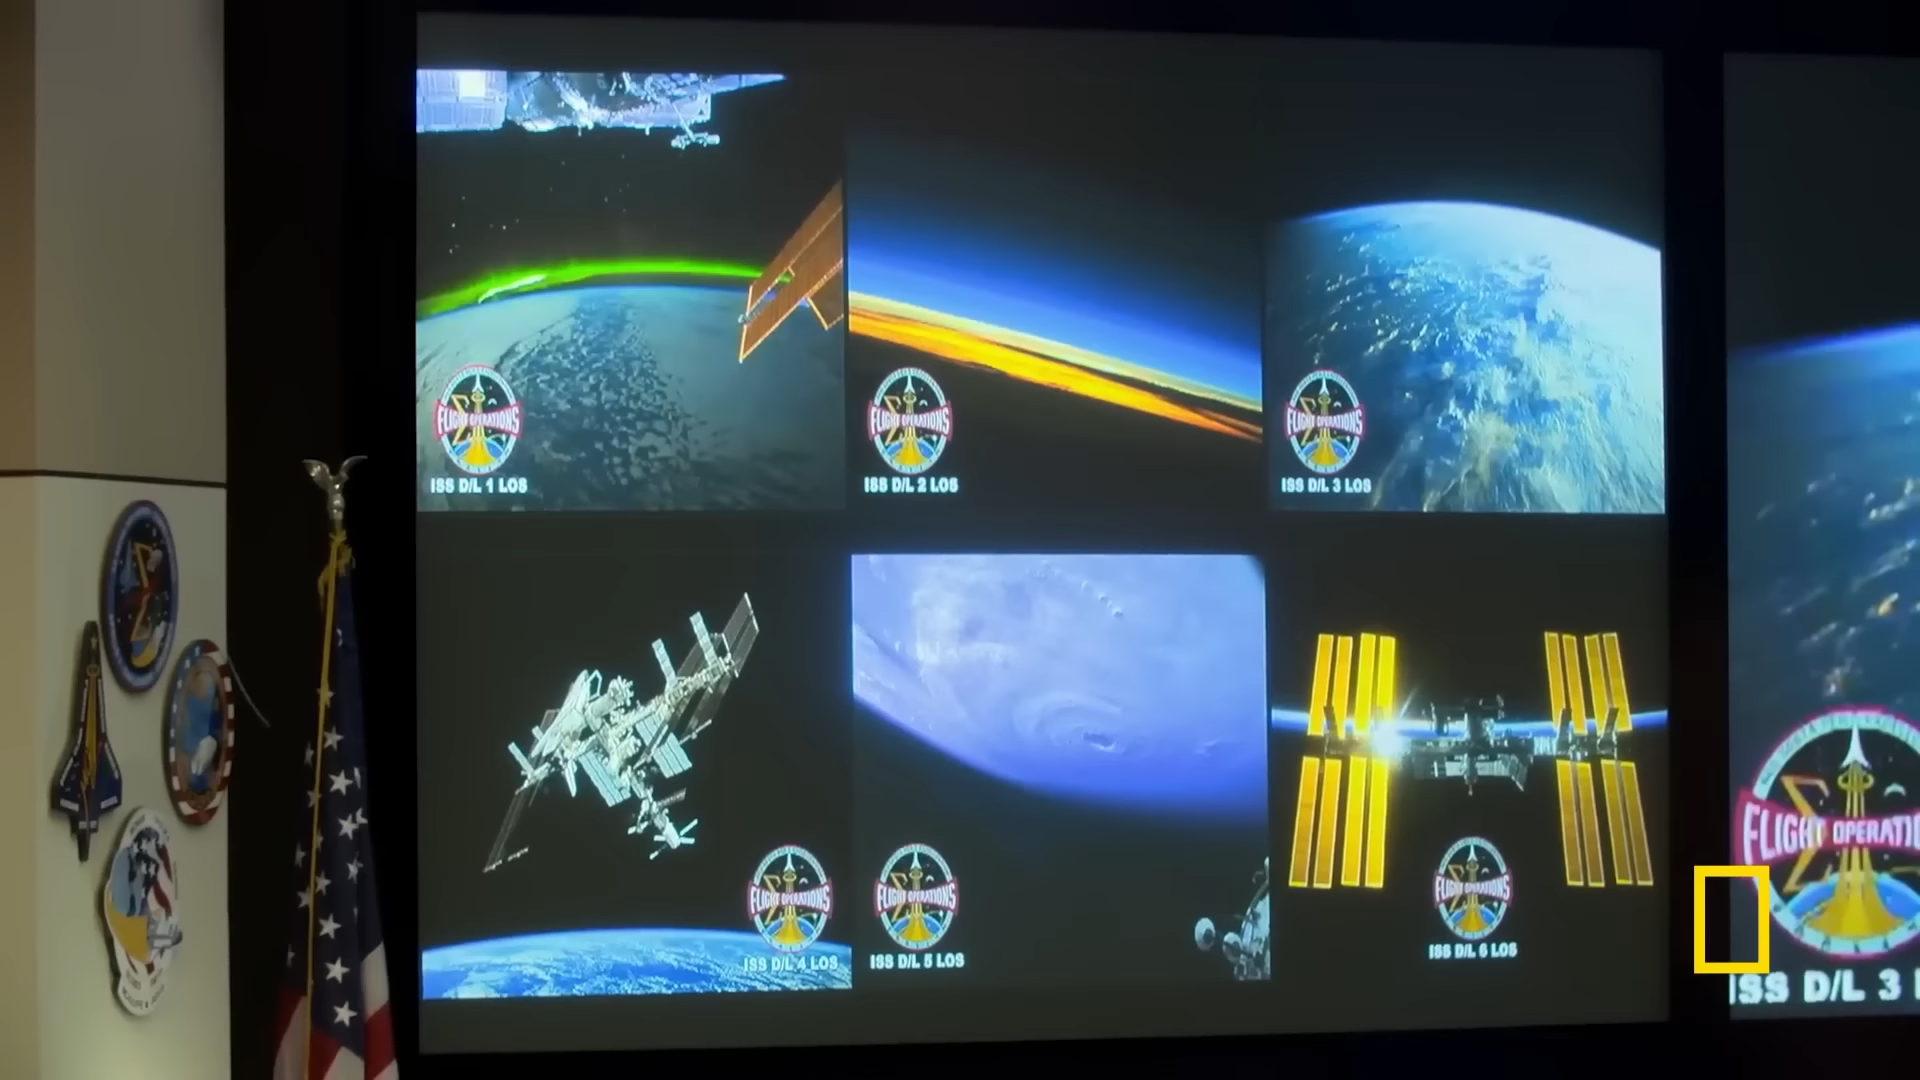 FLIGHT OPERATIONS
ISS D/L 1 LOS
FLIGHT OPERATIONS
ISS D/L 2 LOS
FLIGHT OPERATIONS
ISS D/L 3 LOS
FLIGHT OPERATIONS
ISS D/L 4 LOS
FLIGHT OPERATIONS
ISS D/L 5 LOS
FLIGHT OPERATIONS
ISS D/L 6 LOS
FLIGHT OPERATI
ISS D/L 3